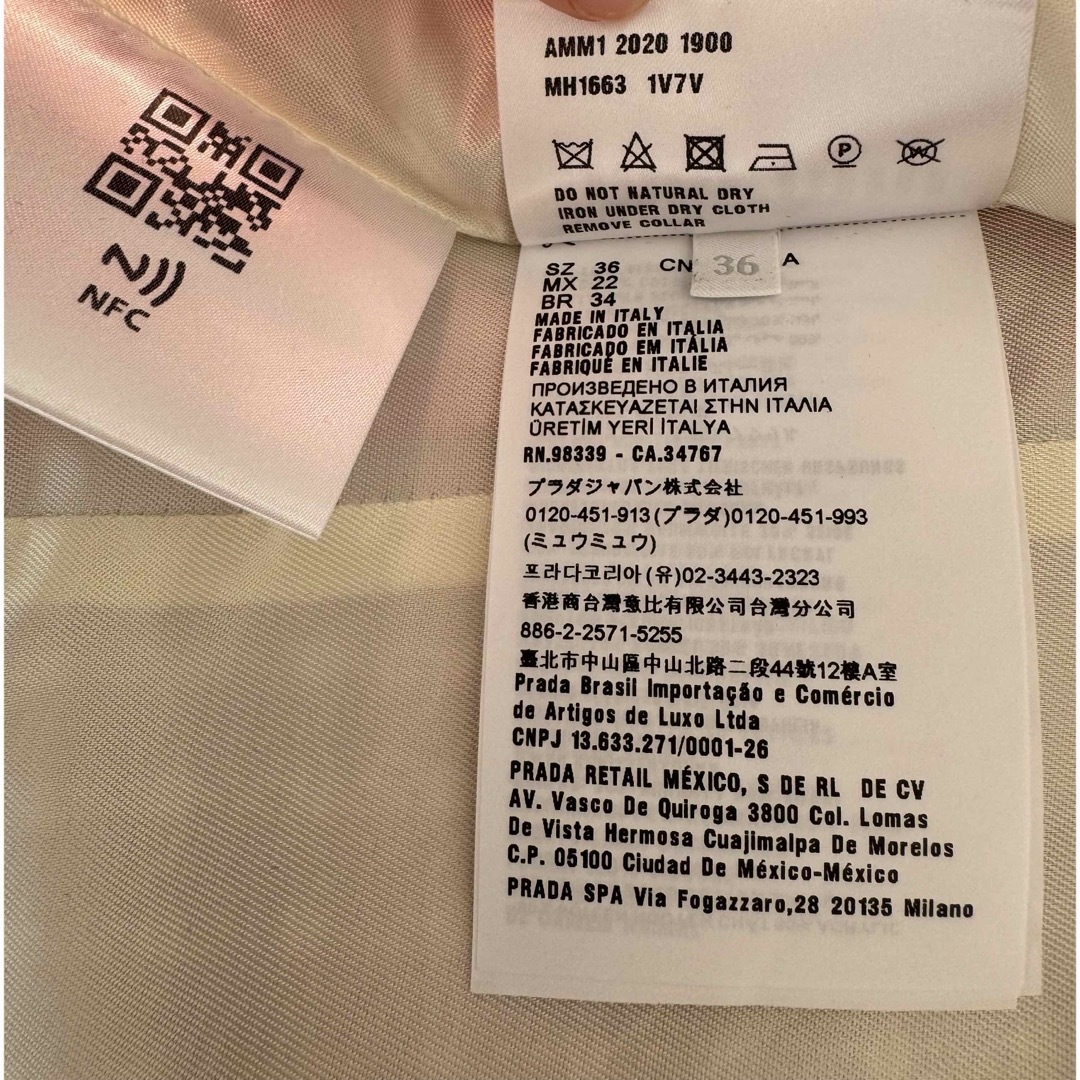 AMM1 2020 1900
MH1663 1V7V
P
W
DO NOT NATURAL DRY
IRON UNDER DRY CLOTH
REMOVE COLLAR
NFC
36
SZ 36 CN A
MX 22
BR 34
MADE IN ITALY
FABRICADO EN ITALIA
FABRICADO EM ITÁLIA
FABRIQUÉ EN ITALIE
ПРОИЗВЕДЕНО В ИТАЛИЯ
ΚΑΤΑΣΚΕΥΑΖΕΤΑΙ ΣΤΗΝ ΙΤΑΛΙΑ
ÜRETİM YERİ İTALYA
RN.98339 - CA.34767
プラダジャパン株式会社
0120-451-913(プラダ)0120-451-993
(ミュウミュウ)
프라다코리아(유)02-3443-2323
香港商台灣意比有限公司台灣分公司
886-2-2571-5255
臺北市中山區中山北路二段44號12樓A室
Prada Brasil Importação e Comércio
de Artigos de Luxo Ltda
CNPJ 13.633.271/0001-26
PRADA RETAIL MÉXICO, S DE RL DE CV
AV. Vasco De Quiroga 3800 Col. Lomas
De Vista Hermosa Cuajimalpa De Morelos
C.P. 05100 Ciudad De México-México
PRADA SPA Via Fogazzaro,28 20135 Milano